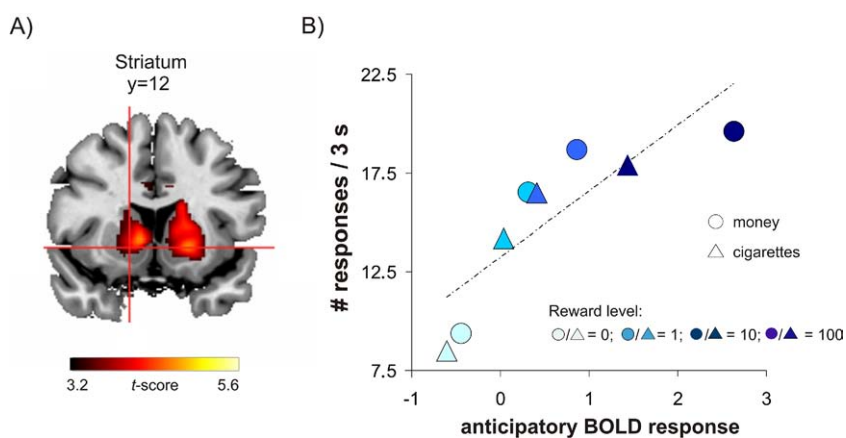 A)
Striatum
y=12
3.2 t-score 5.6
B)
# responses / 3 s
22.5
17.5
12.5
7.5
money
cigarettes
Reward level:
/ = 0; / = 1; / = 10; / = 100
-1 0 1 2 3
anticipatory BOLD response